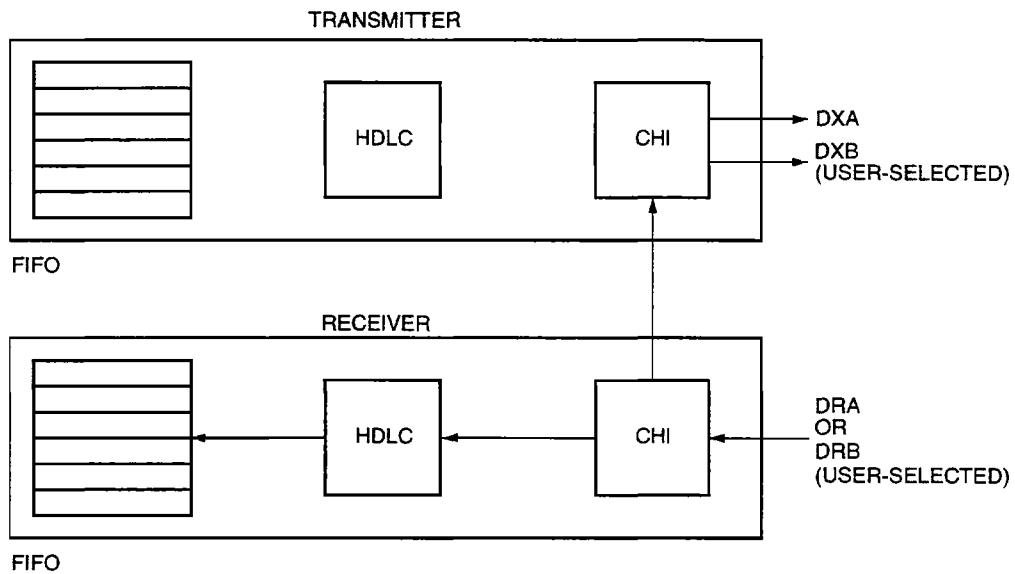 TRANSMITTER
HDLC
CHI
DXA
DXB
(USER-SELECTED)
FIFO
RECEIVER
HDLC
CHI
DRA
OR
DRB
(USER-SELECTED)
FIFO